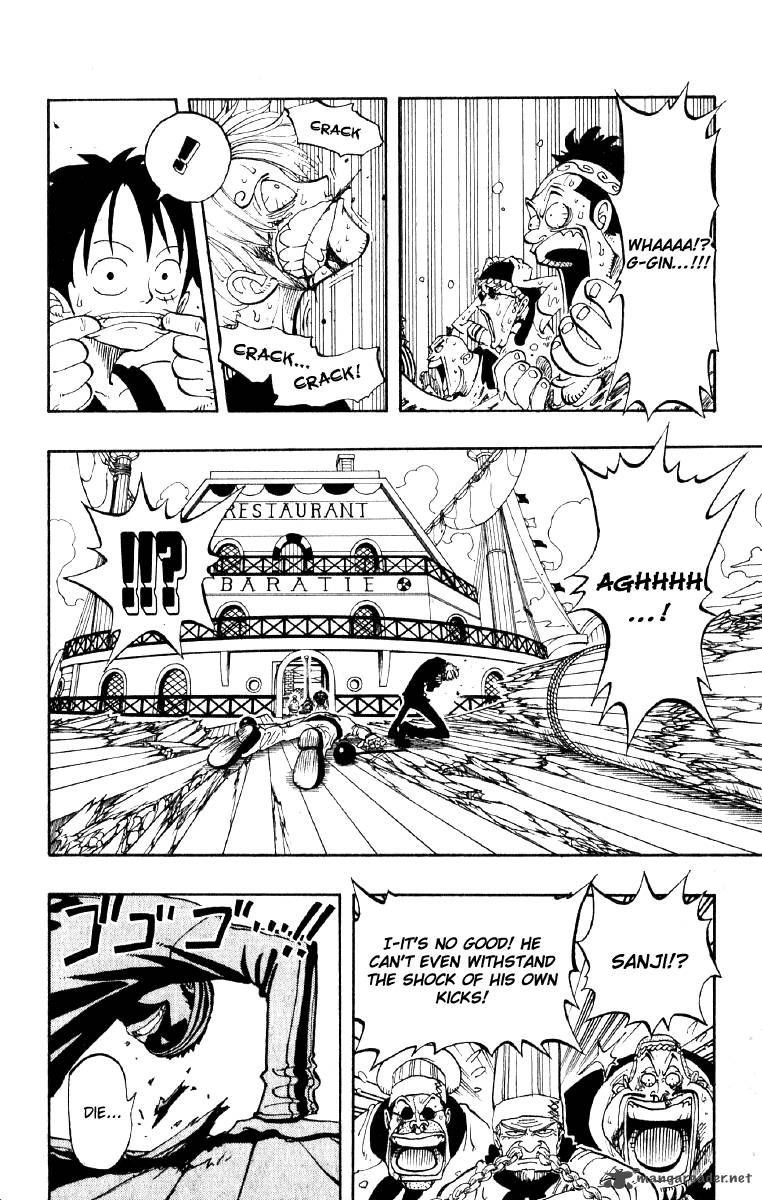 WHAAAA!?
G-GIN...!!!
CRACK
CRACK...
CRACK!
!
AGHHHH
...!
RESTAURANT
BARATIE
!!?
SANJI!?
I-IT'S NO GOOD! HE
CAN'T EVEN WITHSTAND
THE SHOCK OF HIS OWN
KICKS!
ゴゴゴ...!!!
DIE...
mangareader.net